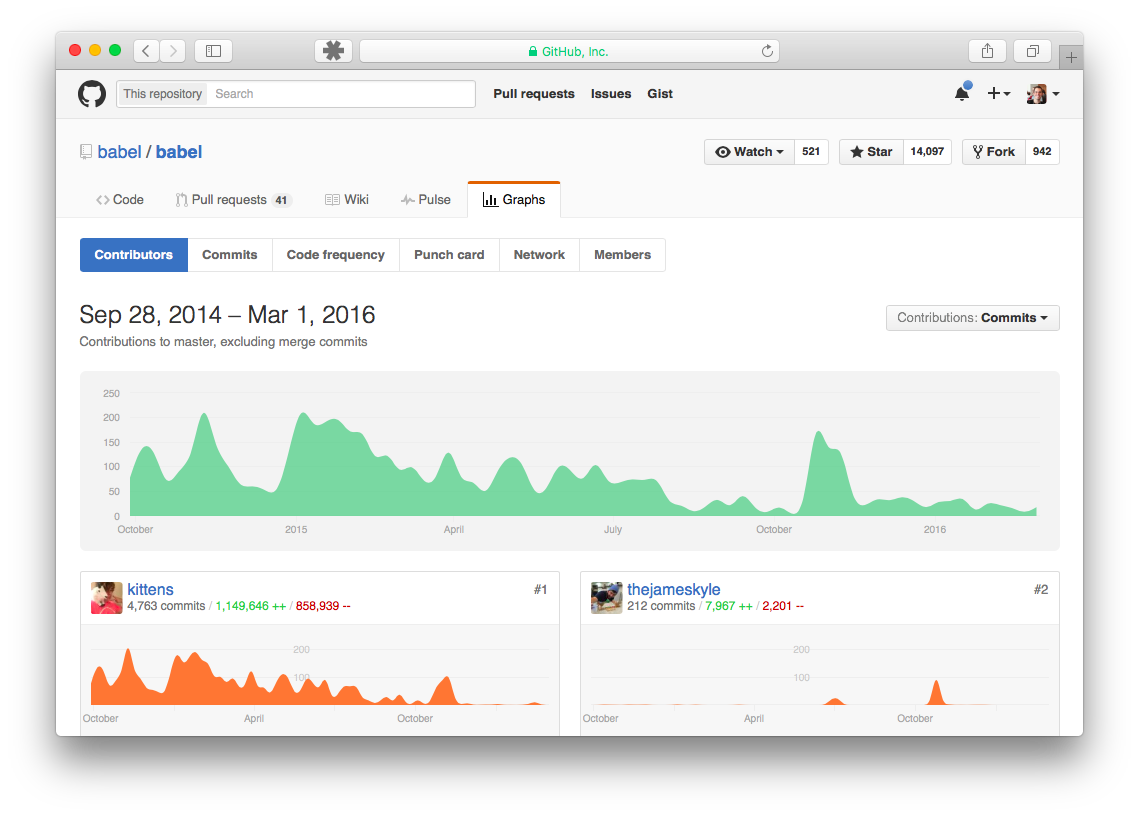 GitHub, Inc.
This repository Search Pull requests Issues Gist
babel / babel Watch 521 Star 14,097 Fork 942
Code Pull requests 41 Wiki Pulse Graphs
Contributors Commits Code frequency Punch card Network Members
Sep 28, 2014 – Mar 1, 2016
Contributions: Commits
Contributions to master, excluding merge commits
250
200
150
100
50
0
October 2015 April July October 2016
kittens #1
4,763 commits / 1,149,646 ++ / 858,939 --
200
100
October April October
thejameskyle #2
212 commits / 7,967 ++ / 2,201 --
200
100
October April October